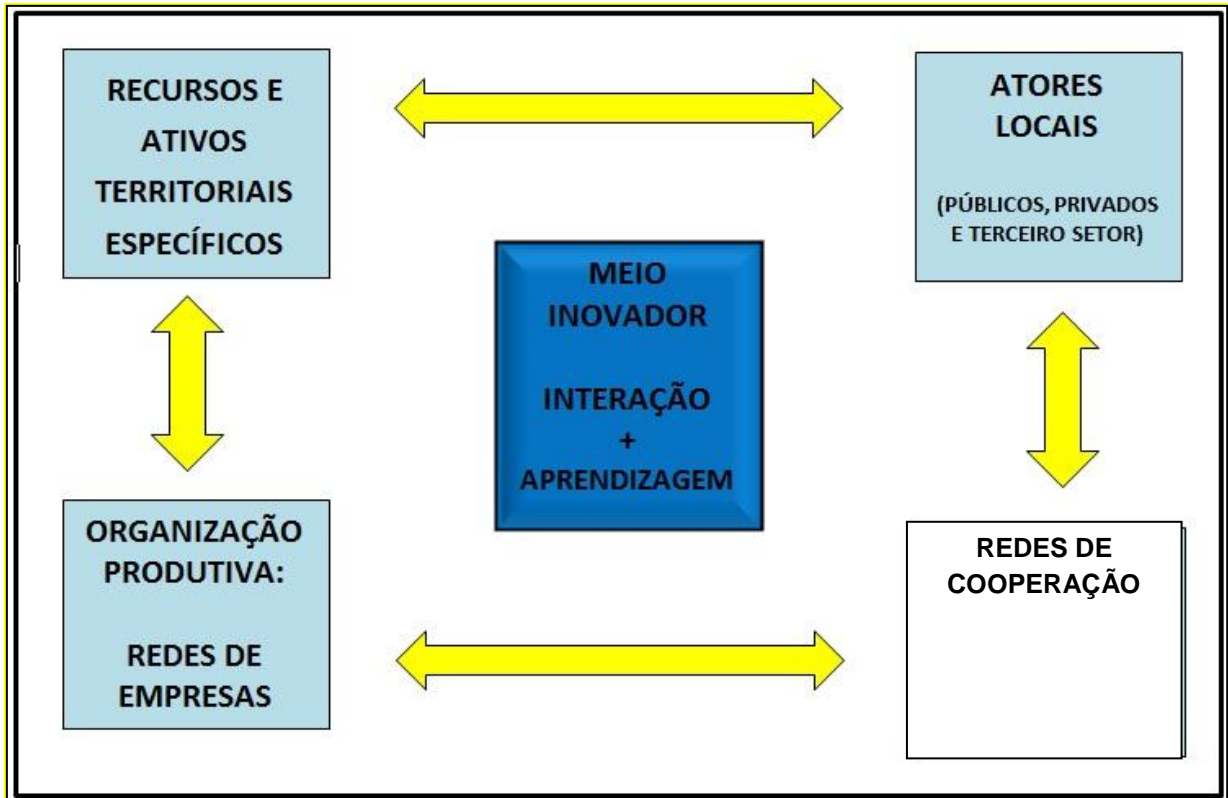 RECURSOS E
ATIVOS
TERRITORIAIS
ESPECÍFICOS
ATORES
LOCAIS
(PÚBLICOS, PRIVADOS
E TERCEIRO SETOR)
MEIO
INOVADOR
INTERAÇÃO
+
APRENDIZAGEM
ORGANIZAÇÃO
PRODUTIVA:
REDES DE
EMPRESAS
REDES DE
COOPERAÇÃO